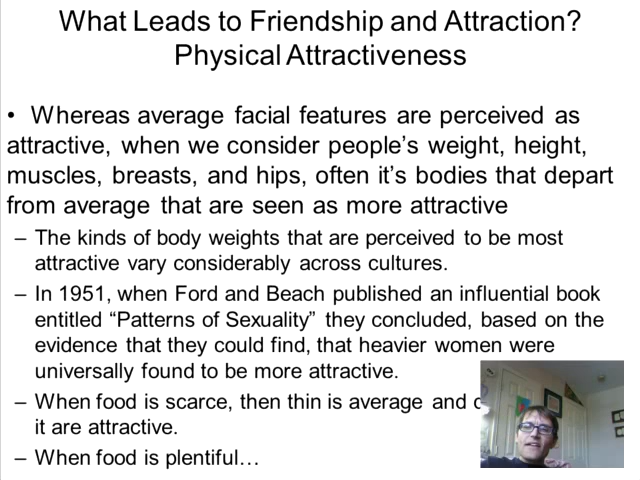 What Leads to Friendship and Attraction?
Physical Attractiveness
• Whereas average facial features are perceived as
attractive, when we consider people's weight, height,
muscles, breasts, and hips, often it's bodies that depart
from average that are seen as more attractive
– The kinds of body weights that are perceived to be most
attractive vary considerably across cultures.
– In 1951, when Ford and Beach published an influential book
entitled “Patterns of Sexuality” they concluded, based on the
evidence that they could find, that heavier women were
universally found to be more attractive.
– When food is scarce, then thin is average and
it are attractive.
– When food is plentiful…